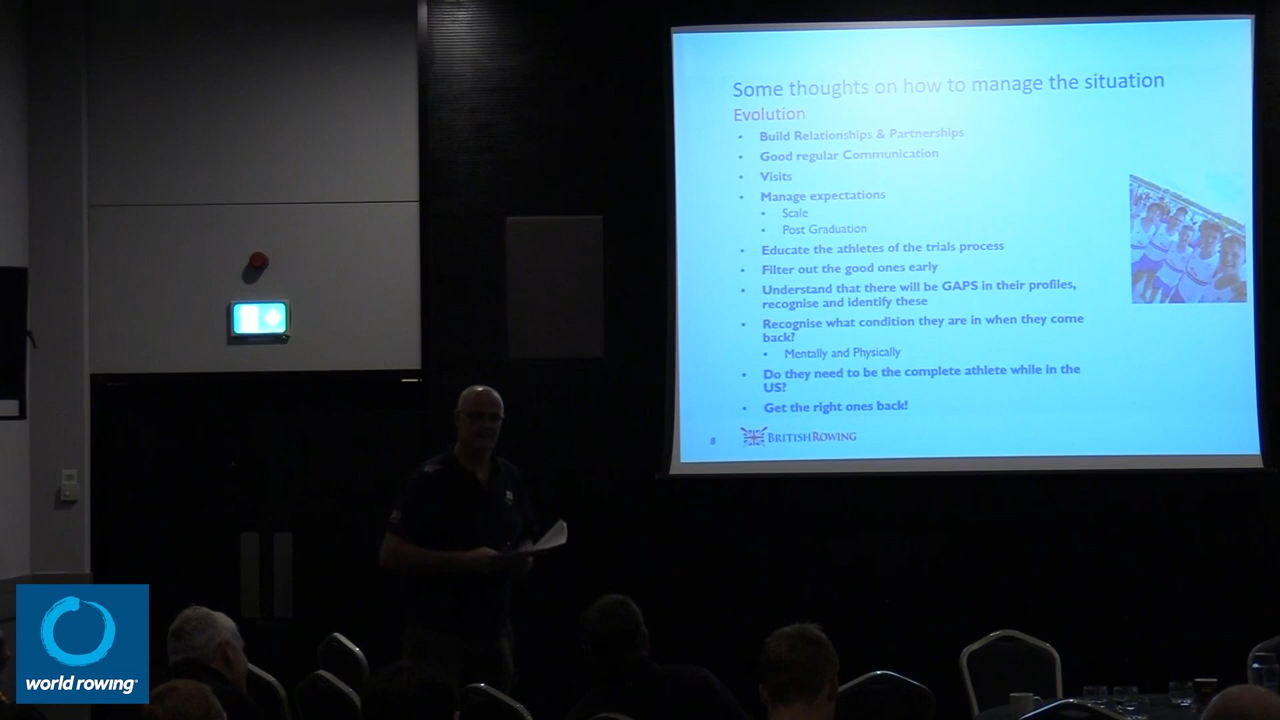 Some thoughts on how to manage the situation
Evolution
• Build Relationships & Partnerships
• Good regular Communication
• Visits
• Manage expectations
• Scale
• Post Graduation
• Educate the athletes of the trials process
• Filter out the good ones early
• Understand that there will be GAPS in their profiles,
recognise and identify these
• Recognise what condition they are in when they come
back?
• Mentally and Physically
• Do they need to be the complete athlete while in the
US?
• Get the right ones back!
8
BRITISHROWING
world rowing